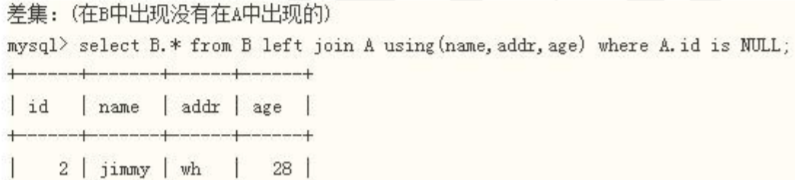 差集：(在B中出现没有在A中出现的)
mysql> select B.* from B left join A using(name,addr,age) where A.id is NULL;
+------+-------+------+------+
| id   | name  | addr | age  |
+------+-------+------+------+
|    2 | jimmy | wh   |   28 |